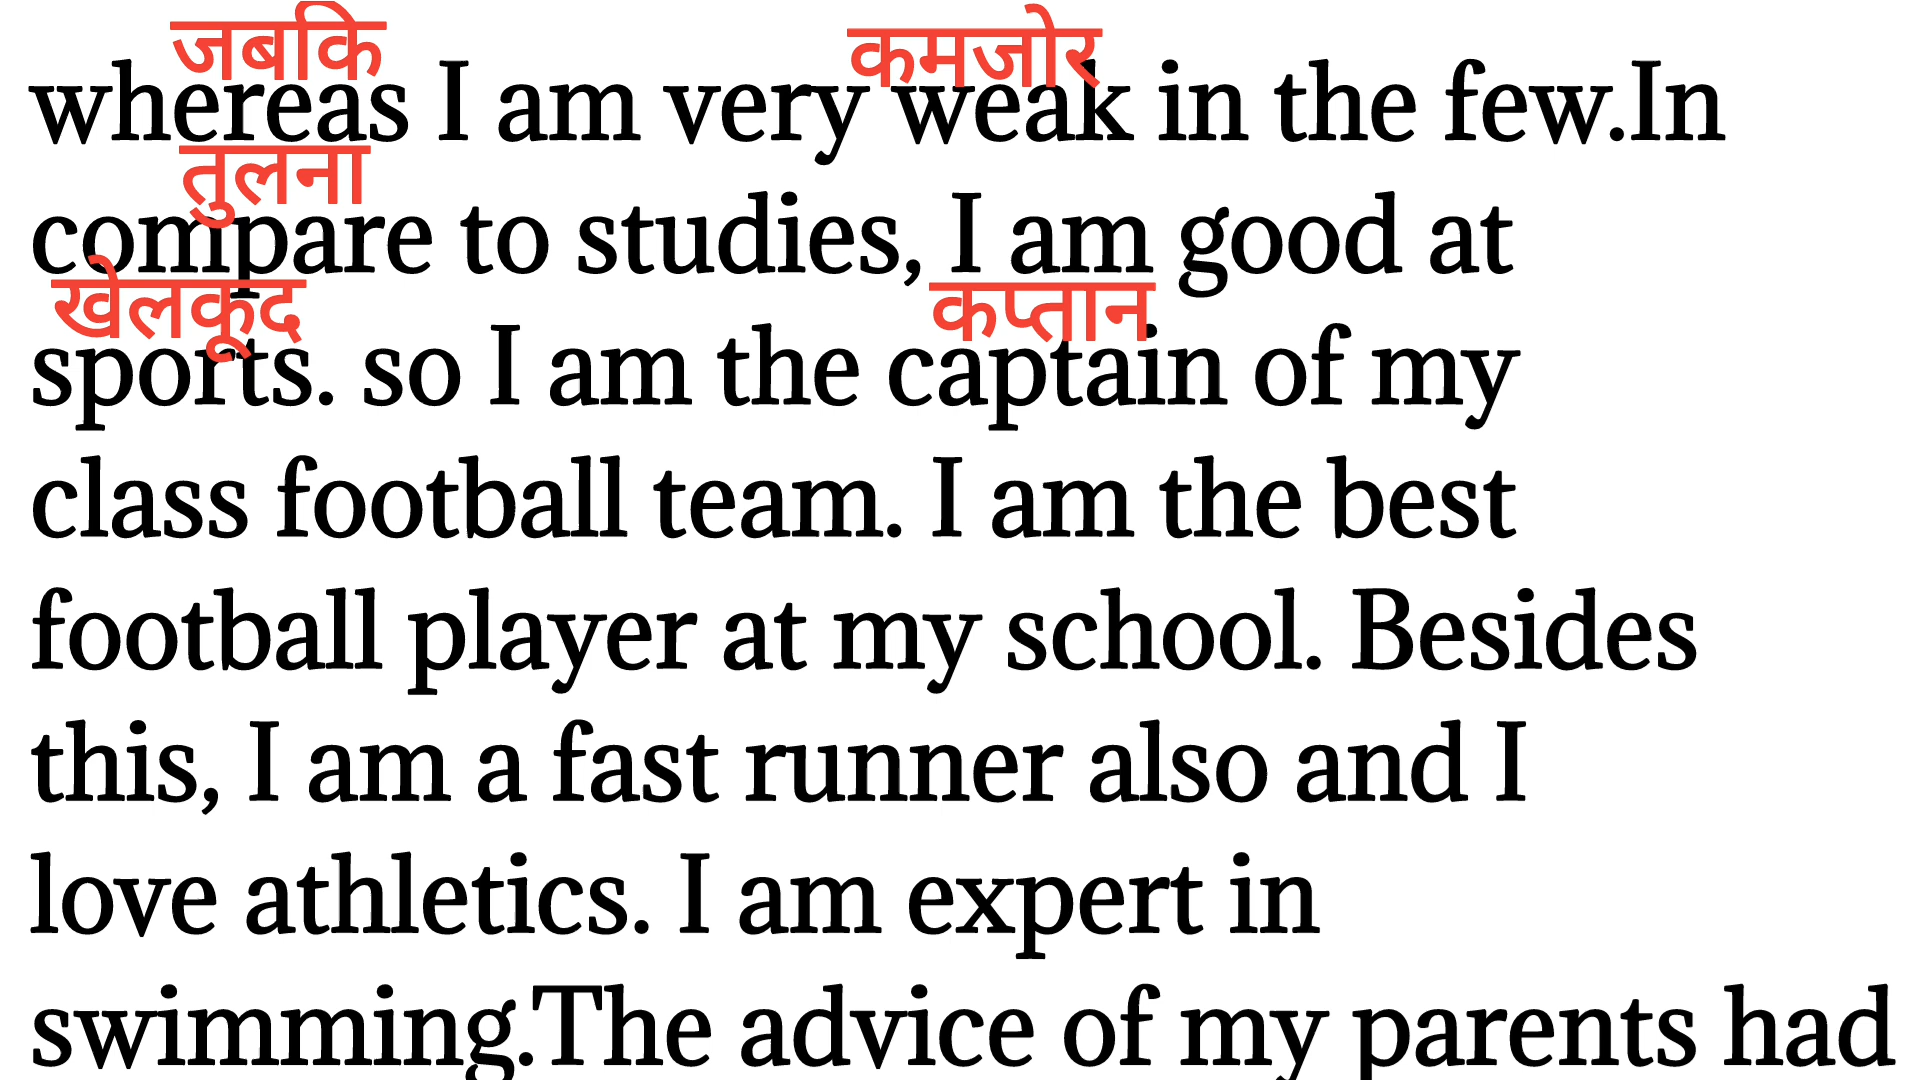 जबकि कमजोर
whereas I am very weak in the few.In
तुलना
compare to studies, I am good at
खेलकूद कप्तान
sports. so I am the captain of my
class football team. I am the best
football player at my school. Besides
this, I am a fast runner also and I
love athletics. I am expert in
swimming.The advice of my parents had